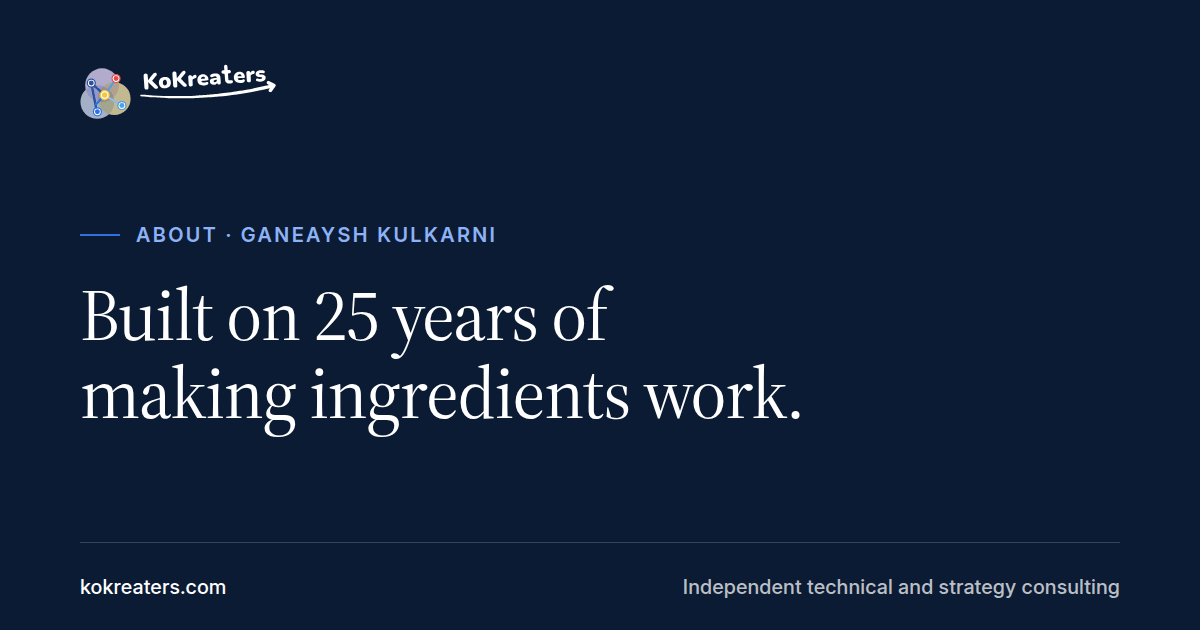 KoKreaters
ABOUT · GANEAYSH KULKARNI
Built on 25 years of
making ingredients work.
kokreaters.com
Independent technical and strategy consulting